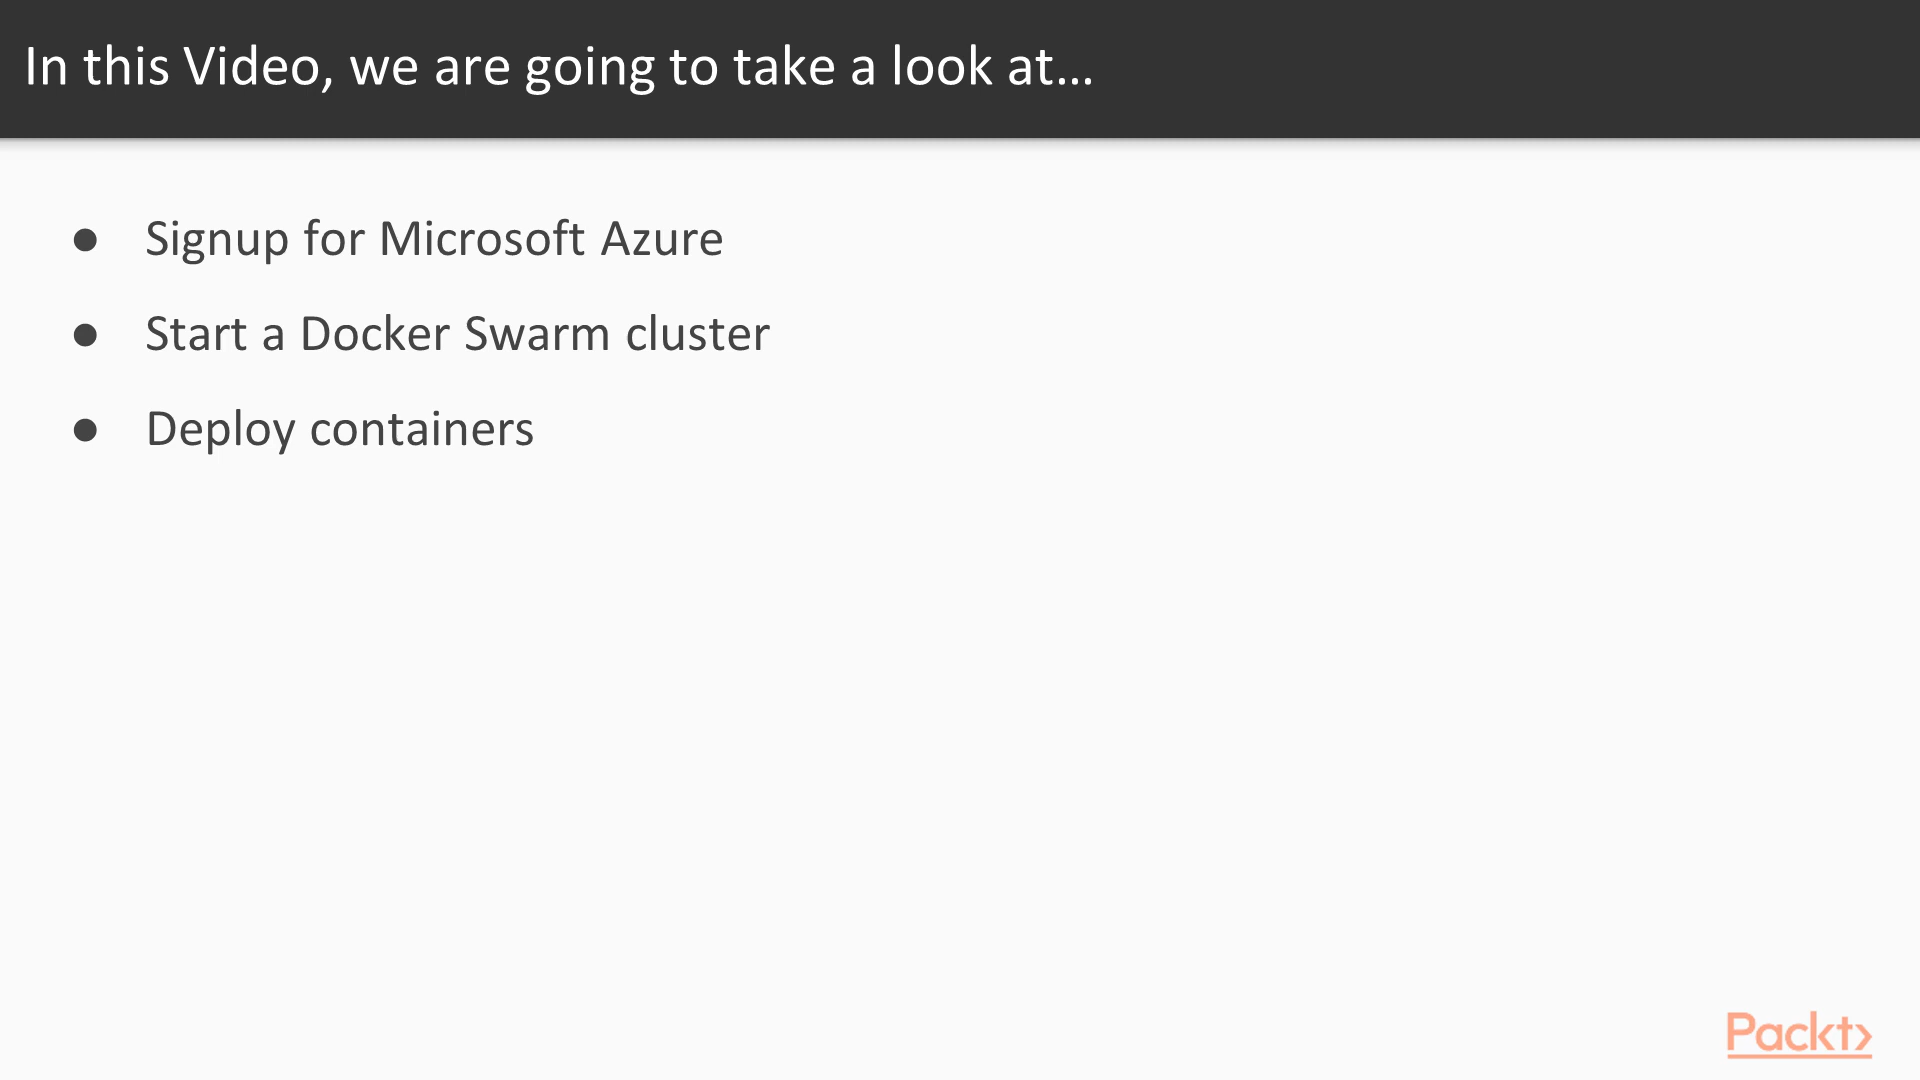 In this Video, we are going to take a look at...
● Signup for Microsoft Azure
● Start a Docker Swarm cluster
● Deploy containers
Packt>